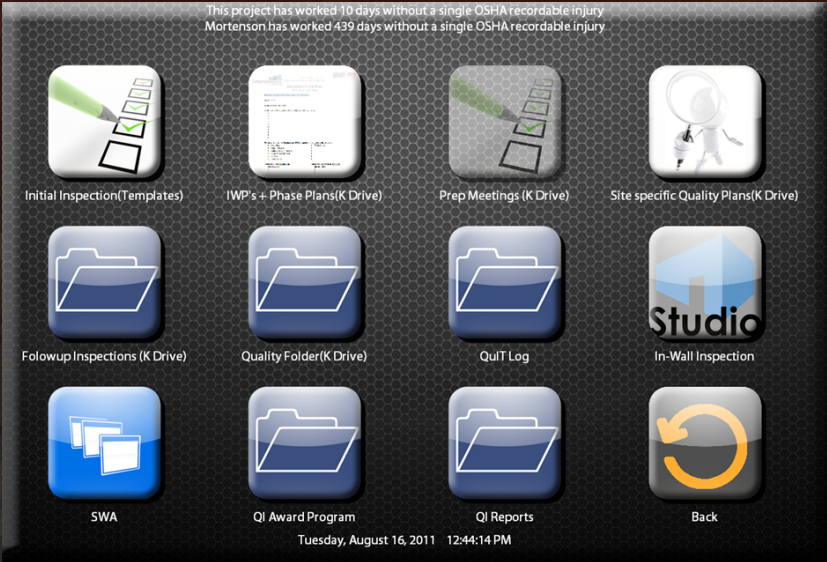 This project has worked 10 days without a single OSHA recordable injury
Mortenson has worked 439 days without a single OSHA recordable injury
Initial Inspection(Templates)
IWP's + Phase Plans(K Drive)
Prep Meetings (K Drive)
Site specific Quality Plans(K Drive)
Studio
Folowup Inspections (K Drive)
Quality Folder(K Drive)
QuIT Log
In-Wall Inspection
SWA
QI Award Program
QI Reports
Back
Tuesday, August 16, 2011 12:44:14 PM